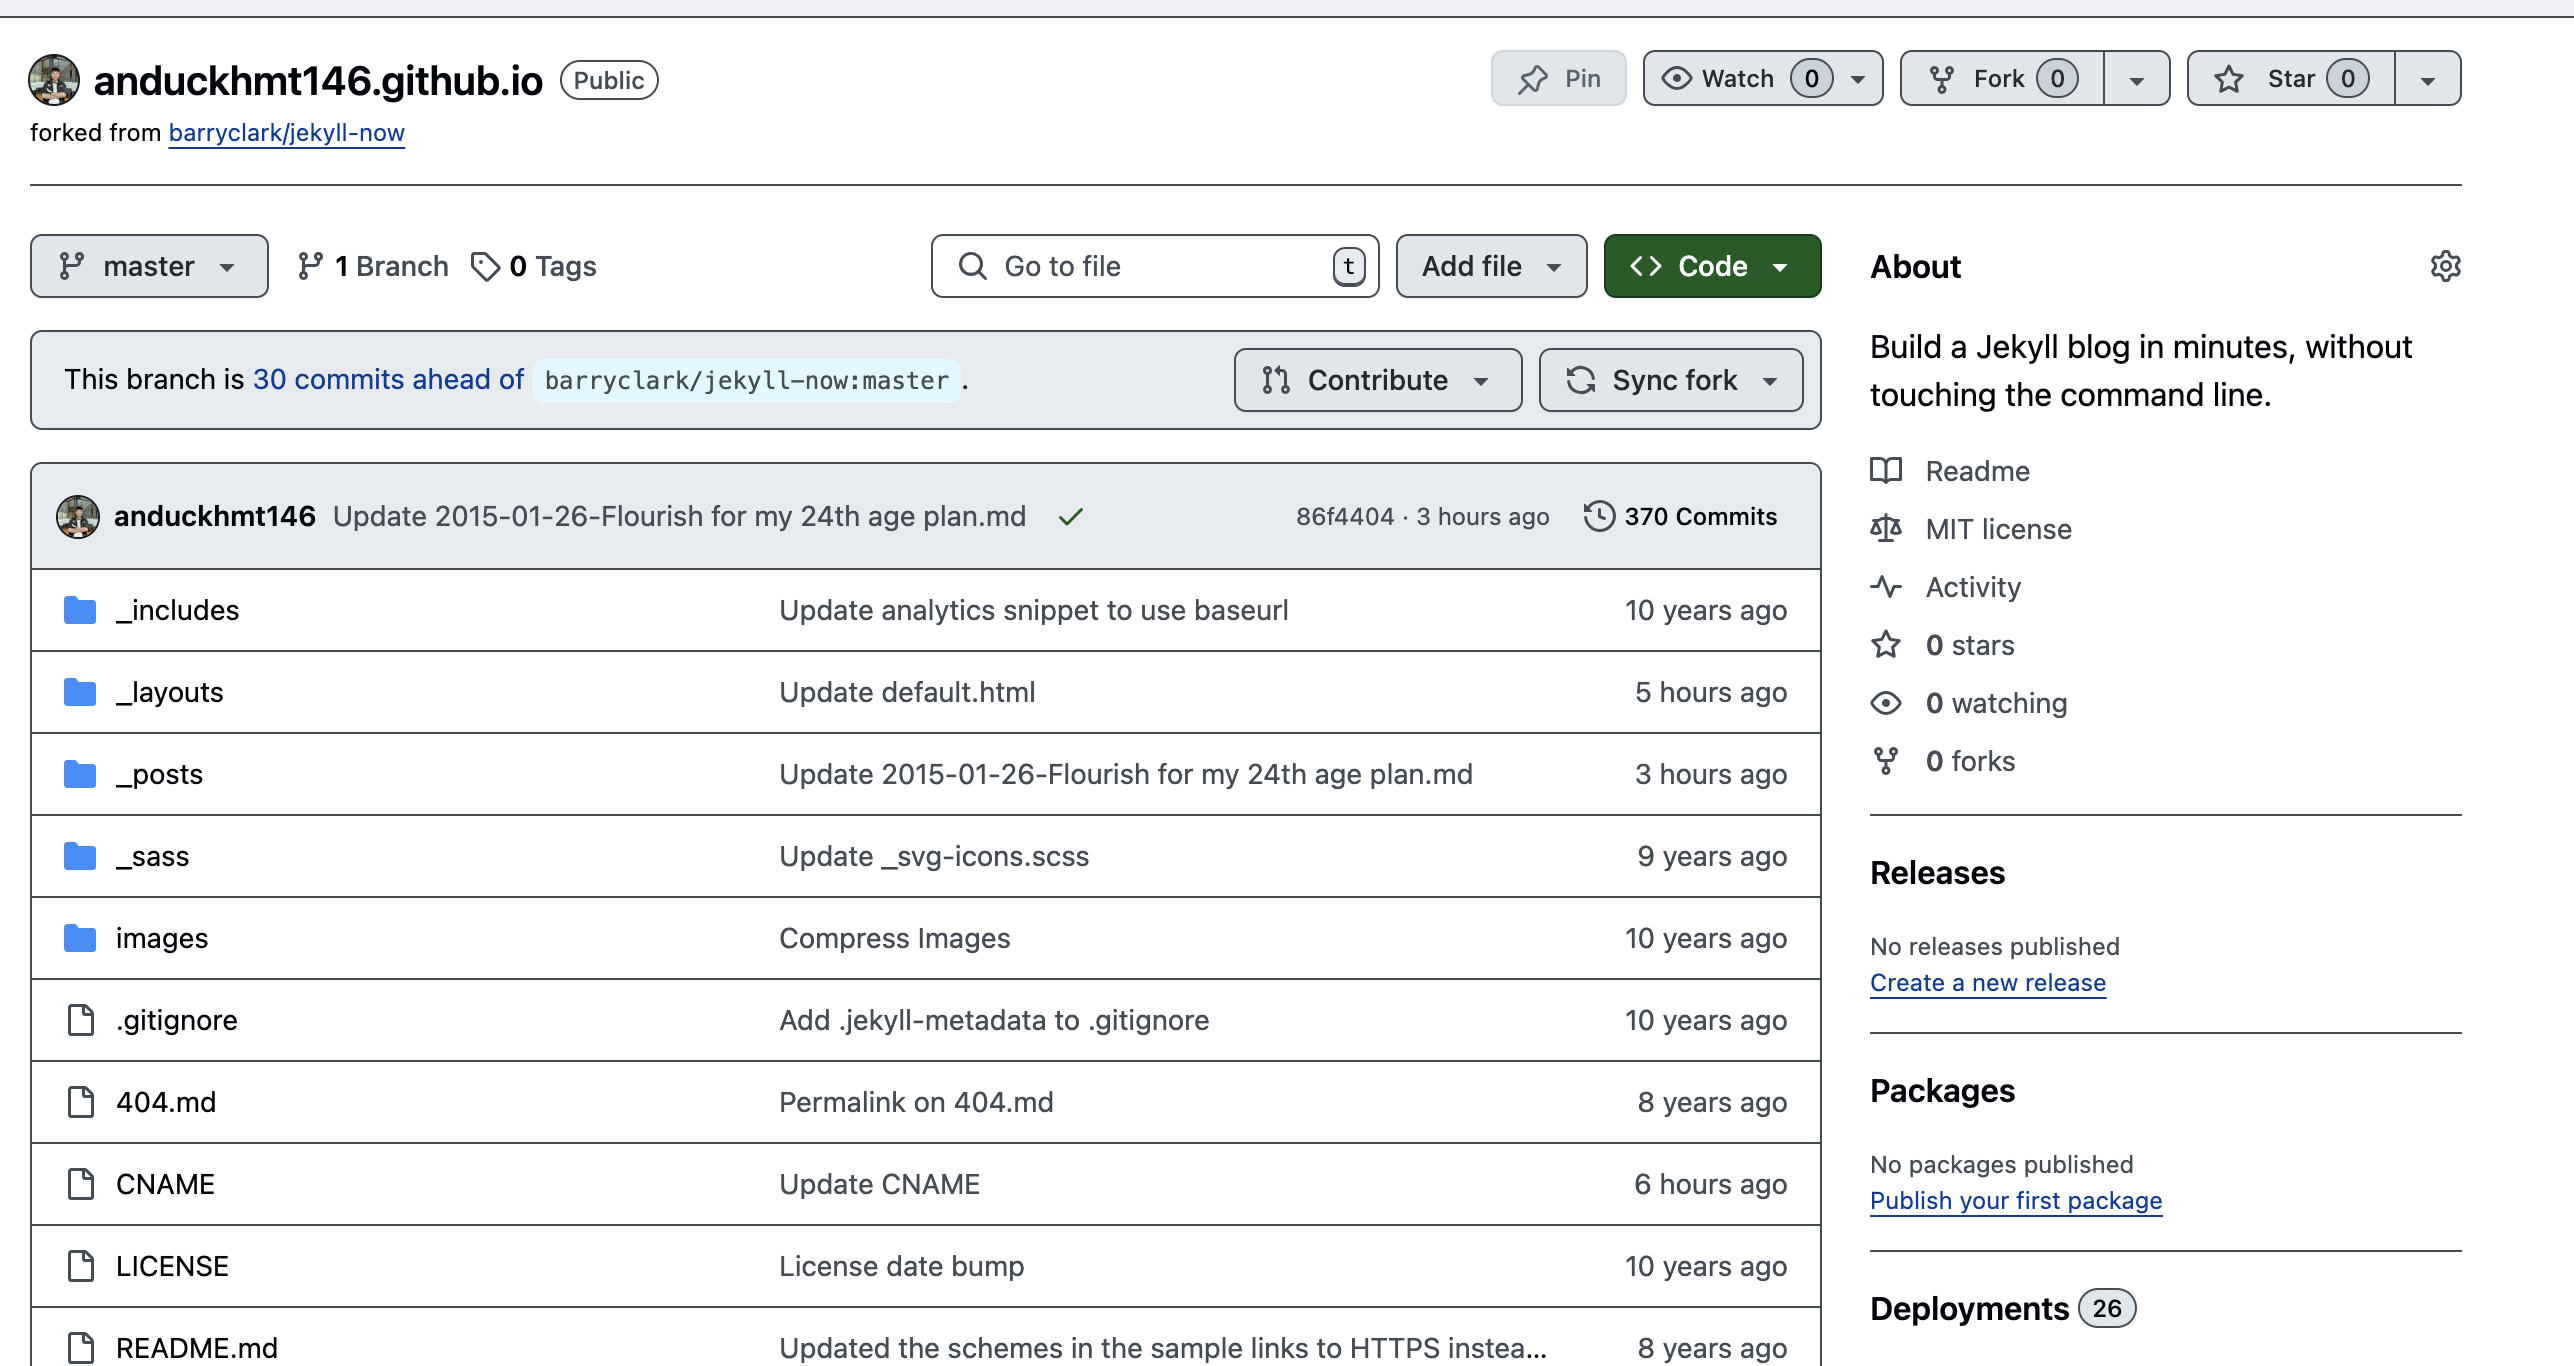 anduckhmt146.github.io Public
Pin Watch 0 Fork 0 Star 0
forked from barryclark/jekyll-now
master 1 Branch 0 Tags Go to file t Add file Code
This branch is 30 commits ahead of barryclark/jekyll-now:master .
Contribute Sync fork
anduckhmt146 Update 2015-01-26-Flourish for my 24th age plan.md 86f4404 · 3 hours ago 370 Commits
_includes Update analytics snippet to use baseurl 10 years ago
_layouts Update default.html 5 hours ago
_posts Update 2015-01-26-Flourish for my 24th age plan.md 3 hours ago
_sass Update _svg-icons.scss 9 years ago
images Compress Images 10 years ago
.gitignore Add .jekyll-metadata to .gitignore 10 years ago
404.md Permalink on 404.md 8 years ago
CNAME Update CNAME 6 hours ago
LICENSE License date bump 10 years ago
README.md Updated the schemes in the sample links to HTTPS instea... 8 years ago
About
Build a Jekyll blog in minutes, without
touching the command line.
Readme
MIT license
Activity
0 stars
0 watching
0 forks
Releases
No releases published
Create a new release
Packages
No packages published
Publish your first package
Deployments 26